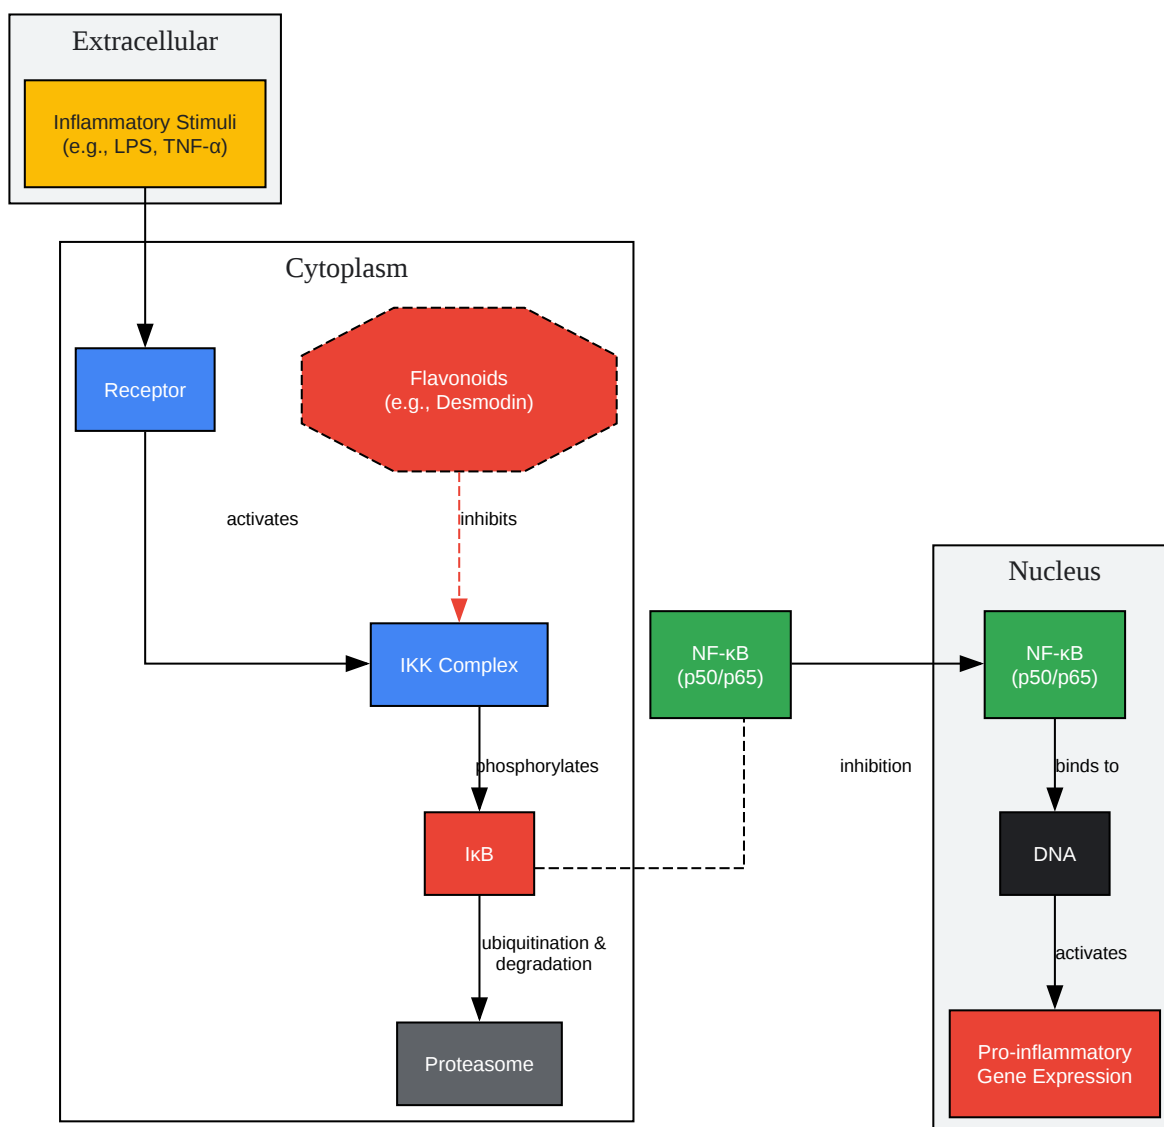 Extracellular
Inflammatory Stimuli
(e.g., LPS, TNF-α)
Cytoplasm
Receptor
Flavonoids
(e.g., Desmodin)
activates
inhibits
IKK Complex
phosphorylates
IκB
ubiquitination &
degradation
Proteasome
NF-κB
(p50/p65)
inhibition
Nucleus
NF-κB
(p50/p65)
binds to
DNA
activates
Pro-inflammatory
Gene Expression